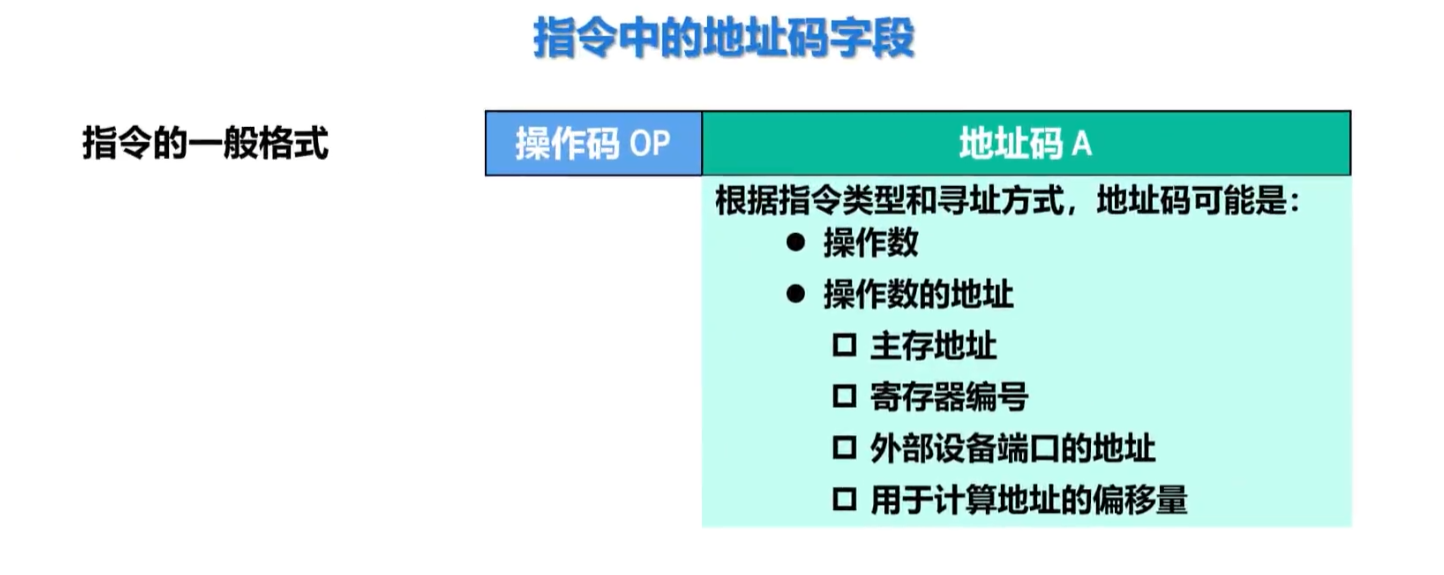 指令中的地址码字段
指令的一般格式
操作码 OP
地址码 A
根据指令类型和寻址方式，地址码可能是：
● 操作数
● 操作数的地址
□ 主存地址
□ 寄存器编号
□ 外部设备端口的地址
□ 用于计算地址的偏移量